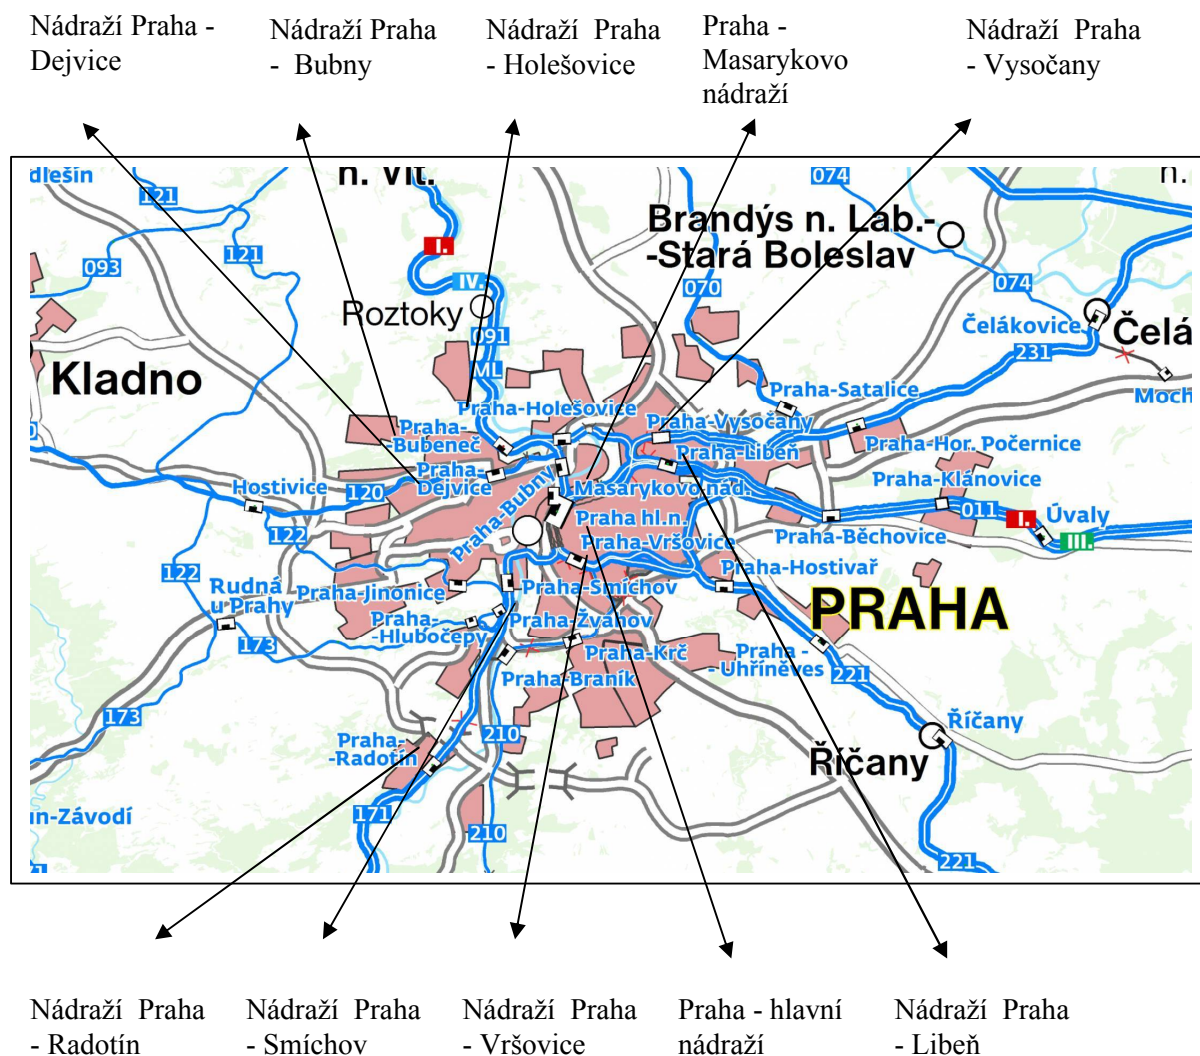 Nádraží Praha -
Dejvice
Nádraží Praha
- Bubny
Nádraží Praha
- Holešovice
Praha -
Masarykovo
nádraží
Nádraží Praha
- Vysočany
dlešín
121
n. Vlt.
074
n.
Brandýs n. Lab.-
-Stará Boleslav
093
121
I.
IV.
070
074
Roztoky
091
Čelákovice
Čelá
231
Kladno
ML
Praha-Satalice
Moch
Praha-Holešovice
Praha-
-Bubeneč
Praha-Vysočany
Praha-Libeň
Praha-Hor. Počernice
Praha-
Dejvice
Praha-Klánovice
Hostivice
120
Masarykovo nád.
011
I.
Úvaly
III.
Praha-Bubny
Praha hl.n.
122
Praha-Vršovice
Praha-Běchovice
122
Praha-Hostivař
Rudná
u Prahy
Praha-Jinonice
Praha-Smíchov
PRAHA
Praha-
-Hlubočepy
Praha-Žvahov
173
Praha-Krč
Praha -
- Uhříněves
Praha-Braník
221
173
210
Říčany
Praha-
-Radotín
Říčany
un-Závodí
171
210
221
Nádraží Praha
- Radotín
Nádraží Praha
- Smíchov
Nádraží Praha
- Vršovice
Praha - hlavní
nádraží
Nádraží Praha
- Libeň